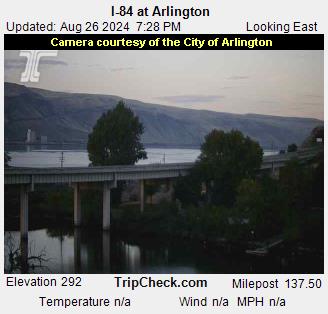 I-84 at Arlington
Updated: Aug 26 2024 7:28 PM Looking East
Camera courtesy of the City of Arlington
Elevation 292 TripCheck.com Milepost 137.50
Temperature n/a Wind n/a MPH n/a